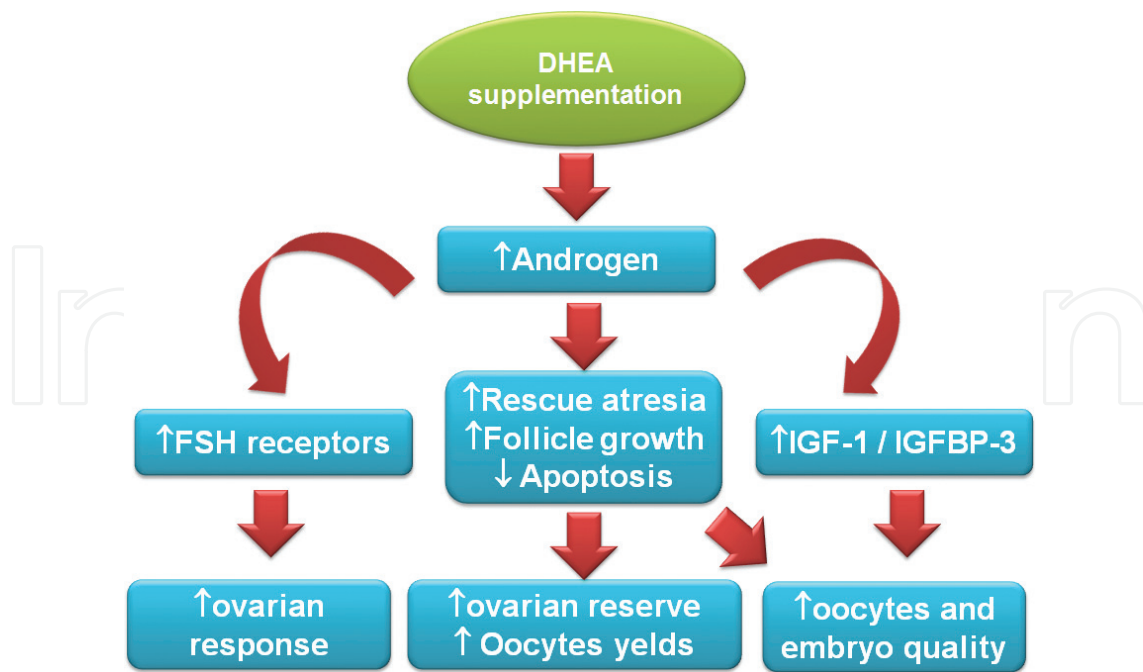 DHEA
supplementation
↑Androgen
↑FSH receptors
↑Rescue atresia
↑Follicle growth
↓ Apoptosis
↑IGF-1 / IGFBP-3
↑ovarian
response
↑ovarian reserve
↑ Oocytes yelds
↑oocytes and
embryo quality